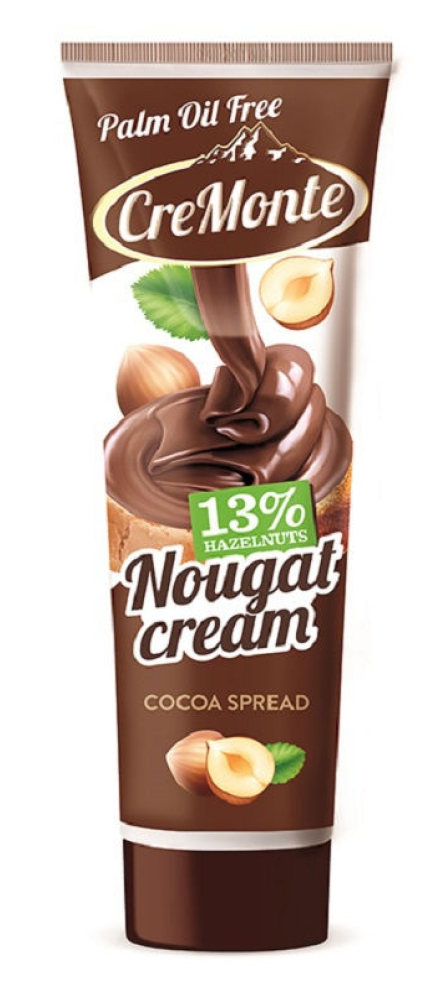 Palm Oil Free
CreMonte
13%
HAZELNUTS
Nougat
cream
COCOA SPREAD